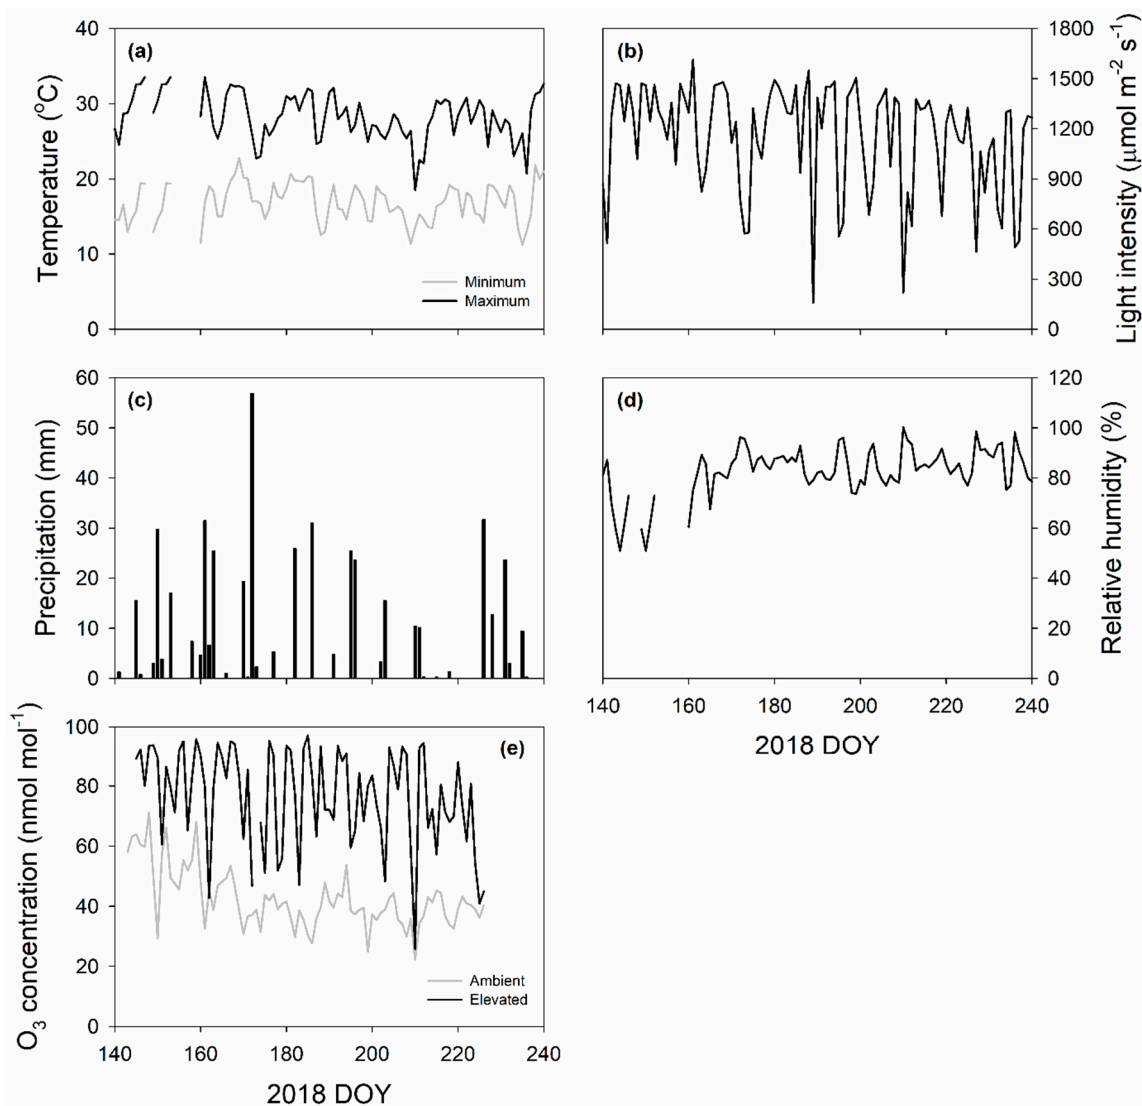 (a)
40
30
20
10
0
Temperature (°C)
Minimum
Maximum
(b)
1800
1500
1200
900
600
300
0
Light intensity (μmol m⁻² s⁻¹)
(c)
60
50
40
30
20
10
0
Precipitation (mm)
(d)
120
100
80
60
40
20
0
Relative humidity (%)
140 160 180 200 220 240
2018 DOY
(e)
100
80
60
40
20
0
O₃ concentration (nmol mol⁻¹)
Ambient
Elevated
140 160 180 200 220 240
2018 DOY